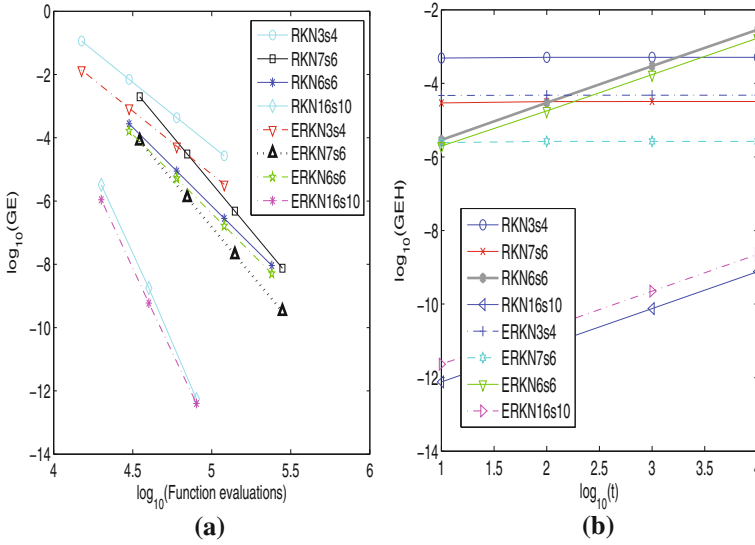 0
−2
−4
−6
−8
−10
−12
−14
4
4.5
5
5.5
6
log10(GE)
log10(Function evaluations)
RKN3s4
RKN7s6
RKN6s6
RKN16s10
ERKN3s4
ERKN7s6
ERKN6s6
ERKN16s10
(a)
−2
−4
−6
−8
−10
−12
−14
1
1.5
2
2.5
3
3.5
4
log10(GEH)
log10(t)
RKN3s4
RKN7s6
RKN6s6
RKN16s10
ERKN3s4
ERKN7s6
ERKN6s6
ERKN16s10
(b)